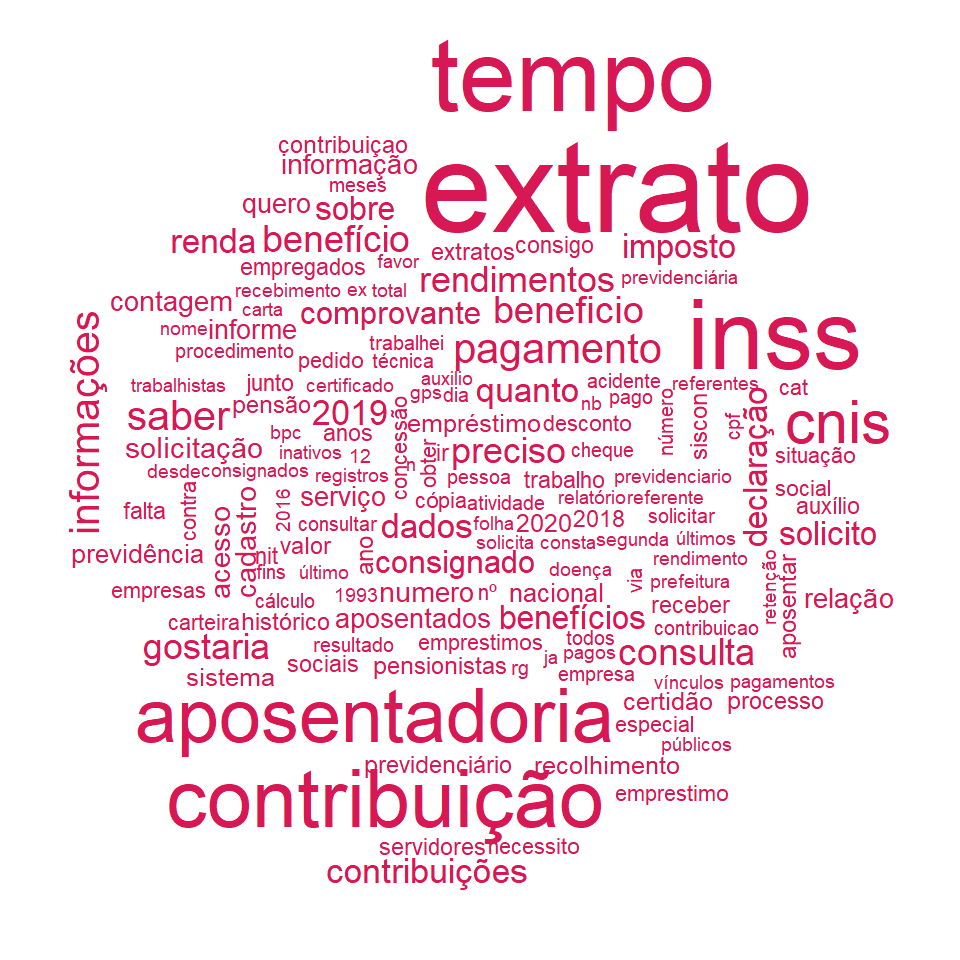 tempo
extrato
contribuiçao
informação
meses
quero sobre
renda benefício
extratos consigo imposto
empregados favor
rendimentos previdenciária
recebimento ex total
contagem carta comprovante beneficio
inss
nome informe trabalhei
procedimento pedido técnica pagamento
informações
trabalhistas junto certificado auxilio
gps dia quanto acidente referentes cat
nb pago
saber pensão 2019 concessão
empréstimo desconto número siscon cpf declaração cnis
bpc anos
solicitação inativos 12 ir obter preciso cheque situação
desde consignados registros n pessoa trabalho previdenciario
social
falta contra acesso cadastro 2016 serviço cópia atividade relatório referente auxílio
consultar dados folha 2020 2018 solicitar solicito
previdência nit valor ano solicita consta segunda últimos
consignado rendimento
empresas fins último doença via prefeitura retenção aposentar
cálculo 1993 numero nº nacional receber relação
carteira histórico aposentados benefícios contribuicao
gostaria resultado emprestimos todos
ja pagos consulta
sistema sociais pensionistas rg empresa vínculos pagamentos
certidão processo
aposentadoria especial
públicos
previdenciário recolhimento
contribuição emprestimo
servidores necessito
contribuições